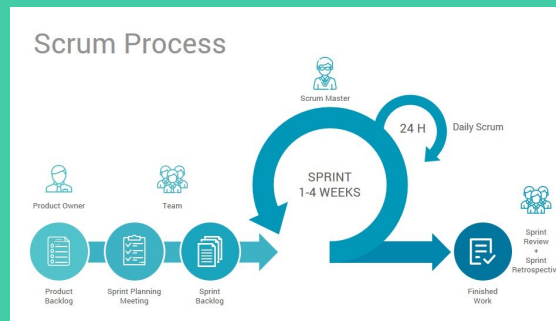 Scrum Process
Scrum Master
24 H
Daily Scrum
SPRINT
1-4 WEEKS
Product Owner
Team
Product
Backlog
Sprint Planning
Meeting
Sprint
Backlog
Finished
Work
Sprint
Review
+
Sprint
Retrospectiv